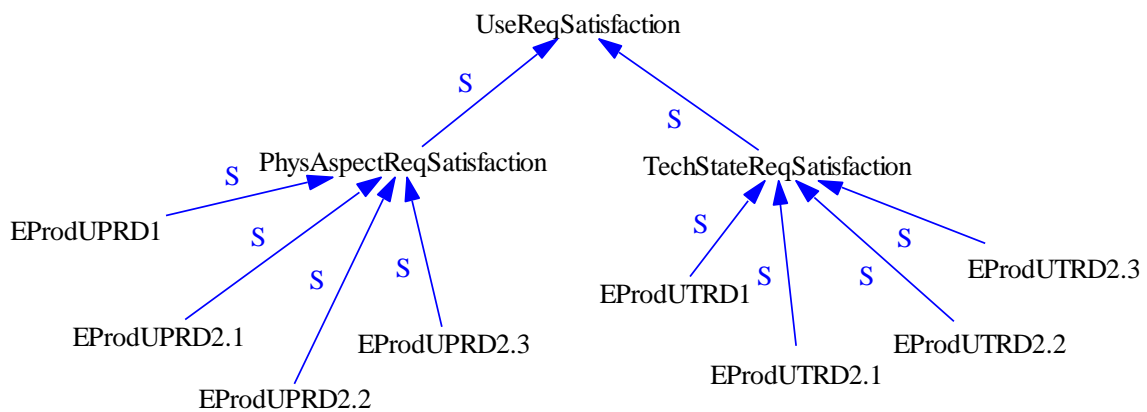 UseReqSatisfaction
S
S
PhysAspectReqSatisfaction
TechStateReqSatisfaction
S
EProdUPRD1
S
S
S
S
S
S
S
EProdUTRD2.3
EProdUTRD1
EProdUPRD2.1
EProdUPRD2.3
EProdUTRD2.2
EProdUTRD2.1
EProdUPRD2.2